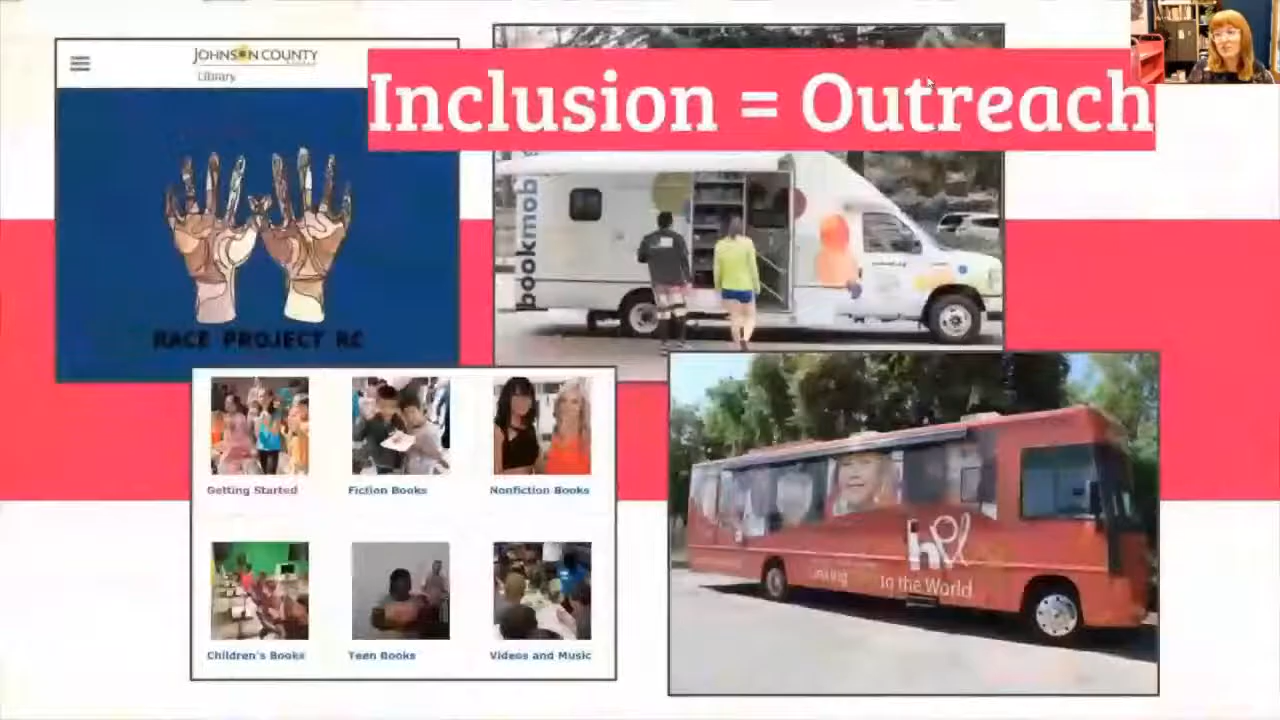 Inclusion = Outreach
JOHNSON COUNTY
Library
RACE PROJECT KC
bookmob
Getting Started
Fiction Books
Nonfiction Books
Children's Books
Teen Books
Videos and Music
hpl
to the World